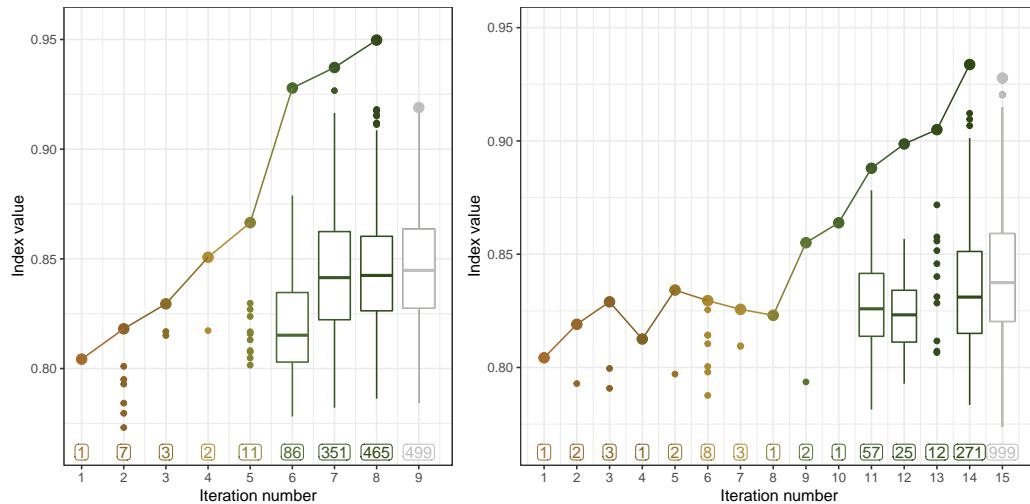 0.95
0.90
0.85
0.80
Index value
1 7 3 2 11 86 351 465 499
1 2 3 4 5 6 7 8 9
Iteration number
0.95
0.90
0.85
0.80
Index value
1 2 3 1 2 8 3 1 2 1 57 25 12 271 999
1 2 3 4 5 6 7 8 9 10 11 12 13 14 15
Iteration number